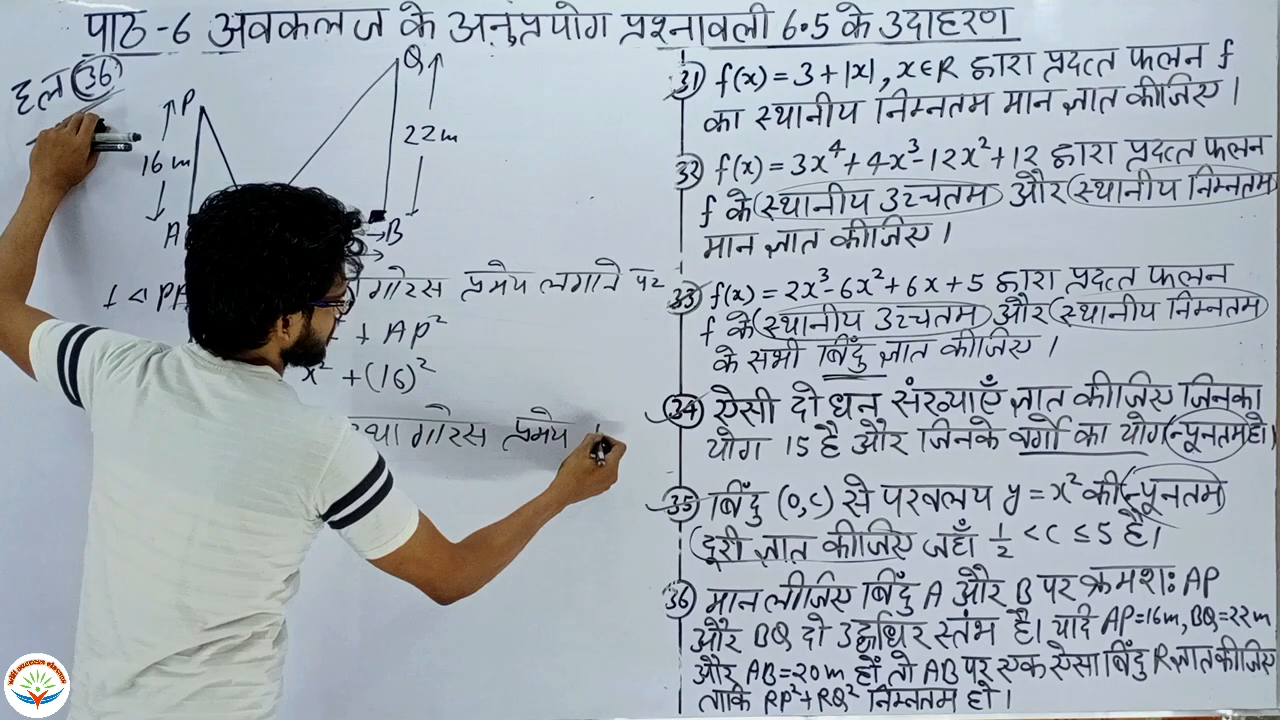 पाठ-6 अवकलज के अनुप्रयोग प्रश्नावली 6.5 के उदाहरण
हल (36)
P
16 m
A
Q
22m
B
गोरस प्रमेय लगाने पर
+ AP²
x² + (16)²
था गोरस प्रमेय
31) f(x) = 3 + |x|, x∈R द्वारा प्रदत्त फलन f
का स्थानीय निम्नतम मान ज्ञात कीजिए।
32) f(x) = 3x⁴+4x³-12x²+12 द्वारा प्रदत्त फलन
f के (स्थानीय उच्चतम) और (स्थानीय निम्नतम
मान ज्ञात कीजिए।
33) f(x) = 2x³-6x²+6x+5 द्वारा प्रदत्त फलन
f के (स्थानीय उच्चतम) और (स्थानीय निम्नतम)
के सभी बिंदु ज्ञात कीजिए।
34) ऐसी दो धन संख्याएँ ज्ञात कीजिए जिनका
योग 15 है और जिनके वर्गों का योग (न्यूनतम हो।
35) बिंदु (0,c) से परवलय y = x² की (न्यूनतम
(दूरी ज्ञात कीजिए जहाँ 1/2 < c ≤ 5 है।
36) मान लीजिए बिंदु A और B पर क्रमश: AP
और BQ दो उर्द्धाधर स्तंभ है। यदि AP=16m, BQ=22m
और AB=20m हों तो AB पर एक ऐसा बिंदु R ज्ञात कीजिए
ताकि RP²+RQ² निम्नतम हो।